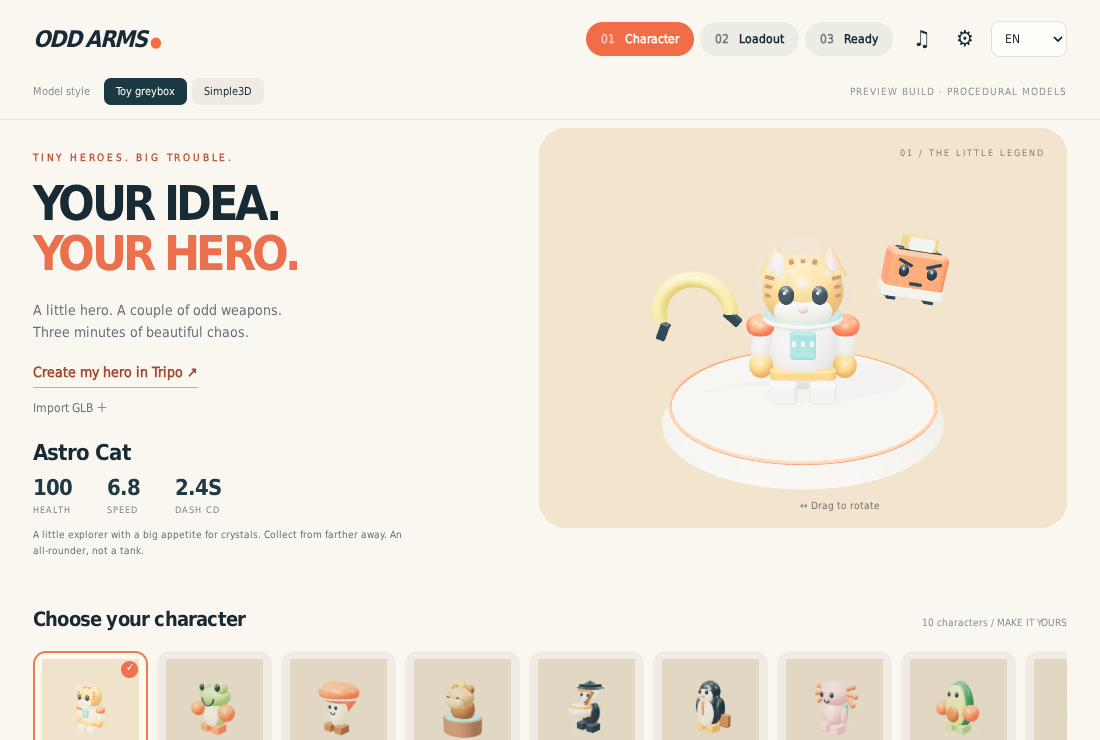 ODD ARMS
01 Character
02 Loadout
03 Ready
EN
Model style
Toy greybox
Simple3D
PREVIEW BUILD · PROCEDURAL MODELS
TINY HEROES. BIG TROUBLE.
YOUR IDEA.
YOUR HERO.
A little hero. A couple of odd weapons.
Three minutes of beautiful chaos.
Create my hero in Tripo ↗
Import GLB +
Astro Cat
100 6.8 2.4S
HEALTH SPEED DASH CD
A little explorer with a big appetite for crystals. Collect from farther away. An
all-rounder, not a tank.
01 / THE LITTLE LEGEND
↔ Drag to rotate
Choose your character
10 characters / MAKE IT YOURS